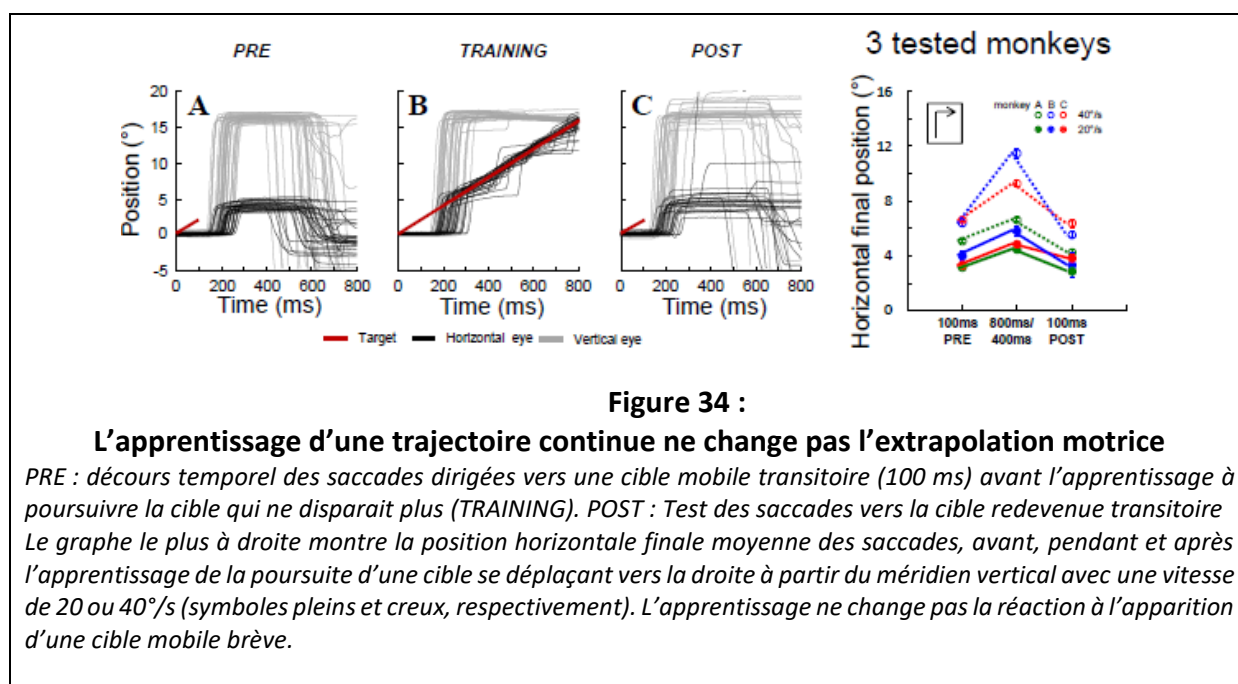 PRE
TRAINING
POST
3 tested monkeys
A
B
C
Position (°)
20
15
10
5
0
-5
0 200 400 600 800
Time (ms)
0 200 400 600 800
Time (ms)
0 200 400 600 800
Time (ms)
Target Horizontal eye Vertical eye
Horizontal final position (°)
16
12
8
4
0
monkey A B C
40°/s
20°/s
100ms 800ms/ 100ms
PRE 400ms POST
Figure 34 :
L’apprentissage d’une trajectoire continue ne change pas l’extrapolation motrice
PRE : décours temporel des saccades dirigées vers une cible mobile transitoire (100 ms) avant l’apprentissage à
poursuivre la cible qui ne disparait plus (TRAINING). POST : Test des saccades vers la cible redevenue transitoire
Le graphe le plus à droite montre la position horizontale finale moyenne des saccades, avant, pendant et après
l’apprentissage de la poursuite d’une cible se déplaçant vers la droite à partir du méridien vertical avec une vitesse
de 20 ou 40°/s (symboles pleins et creux, respectivement). L’apprentissage ne change pas la réaction à l’apparition
d’une cible mobile brève.